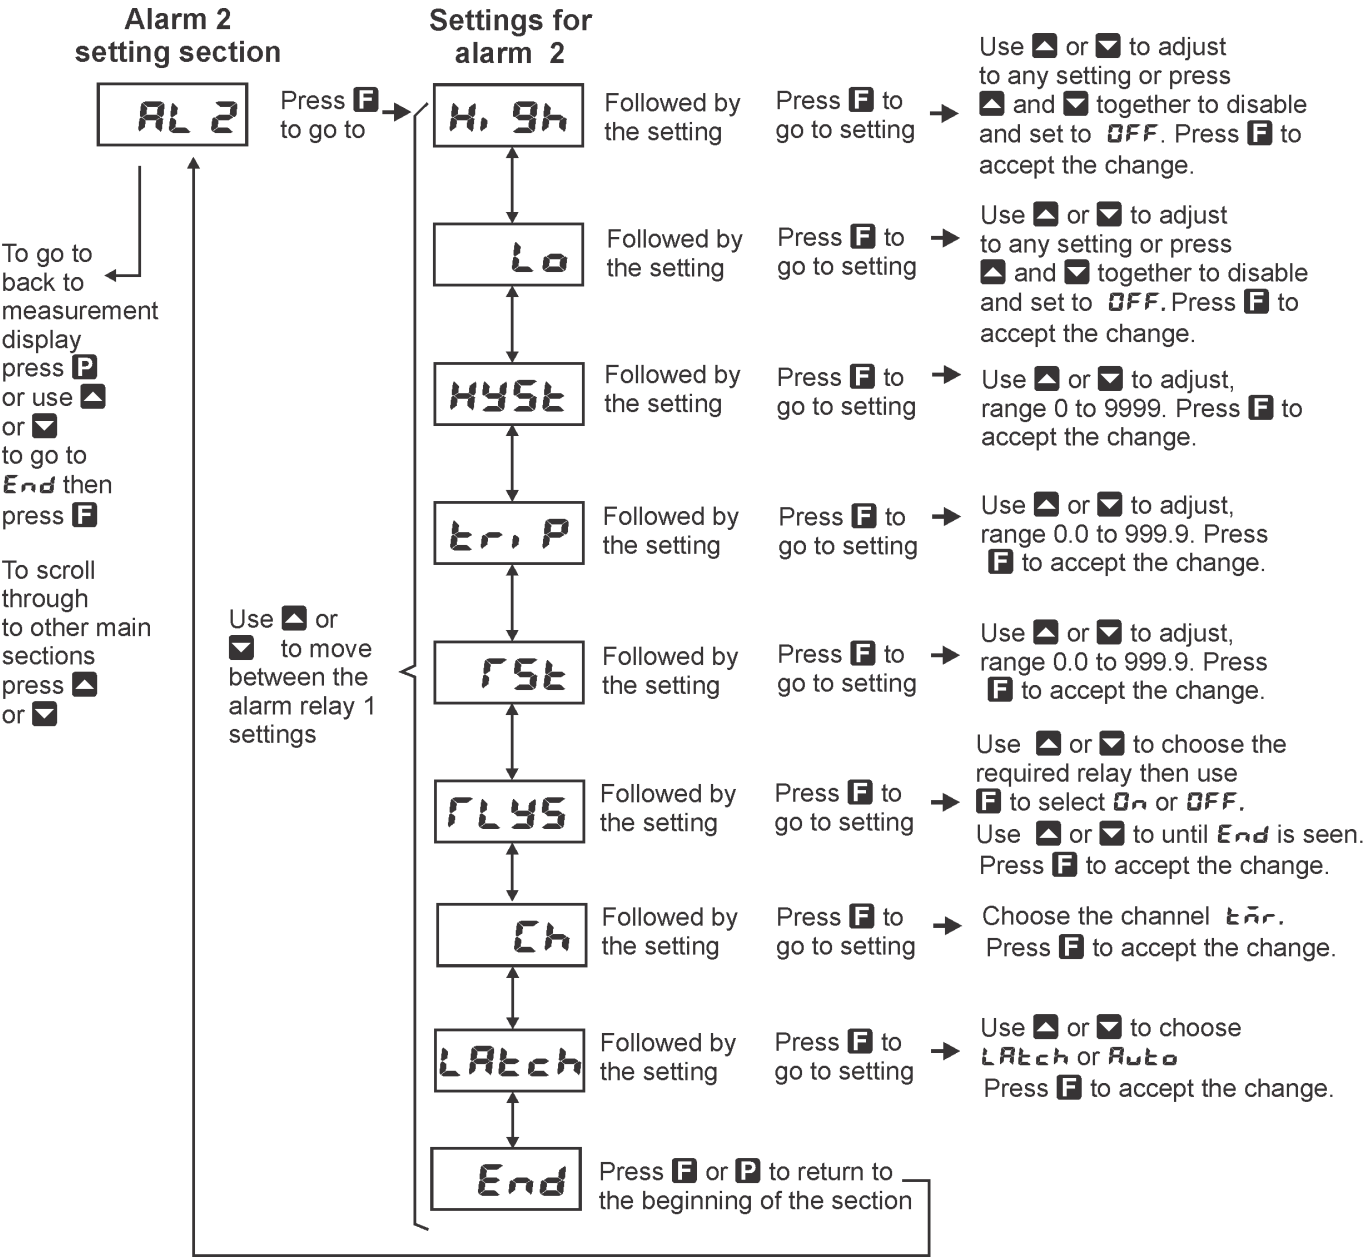 Alarm 2
setting section
AL 2
Press F
to go to
To go to
back to
measurement
display
press P
or use ▲
or ▼
to go to
End then
press F
To scroll
through
to other main
sections
press ▲
or ▼
Use ▲ or
▼ to move
between the
alarm relay 1
settings
Settings for
alarm 2
High
Followed by
the setting
Press F to
go to setting
Use ▲ or ▼ to adjust
to any setting or press
▲ and ▼ together to disable
and set to OFF. Press F to
accept the change.
Lo
Followed by
the setting
Press F to
go to setting
Use ▲ or ▼ to adjust
to any setting or press
▲ and ▼ together to disable
and set to OFF. Press F to
accept the change.
HYSt
Followed by
the setting
Press F to
go to setting
Use ▲ or ▼ to adjust,
range 0 to 9999. Press F to
accept the change.
triP
Followed by
the setting
Press F to
go to setting
Use ▲ or ▼ to adjust,
range 0.0 to 999.9. Press
F to accept the change.
rSt
Followed by
the setting
Press F to
go to setting
Use ▲ or ▼ to adjust,
range 0.0 to 999.9. Press
F to accept the change.
rLYS
Followed by
the setting
Press F to
go to setting
Use ▲ or ▼ to choose the
required relay then use
F to select On or OFF.
Use ▲ or ▼ to until End is seen.
Press F to accept the change.
Ch
Followed by
the setting
Press F to
go to setting
Choose the channel
Press F to accept the change.
LAtch
Followed by
the setting
Press F to
go to setting
Use ▲ or ▼ to choose
LAtch or Auto
Press F to accept the change.
End
Press F or P to return to
the beginning of the section